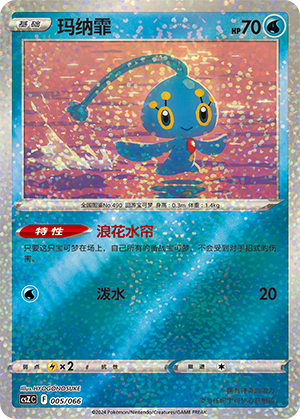 基础
玛纳霏
HP70
全国图鉴No.490 洄游宝可梦 身高：0.3m 体重：1.4kg
特性 浪花水帘
只要这只宝可梦在场上，自己所有的备战宝可梦，不会受到对手招式的伤害。
泼水 20
弱点 ×2 抵抗力 撤退
Illus.HYOGONOSUKE
CSZC F 005/066
©2024 Pokémon/Nintendo/Creatures/GAME FREAK